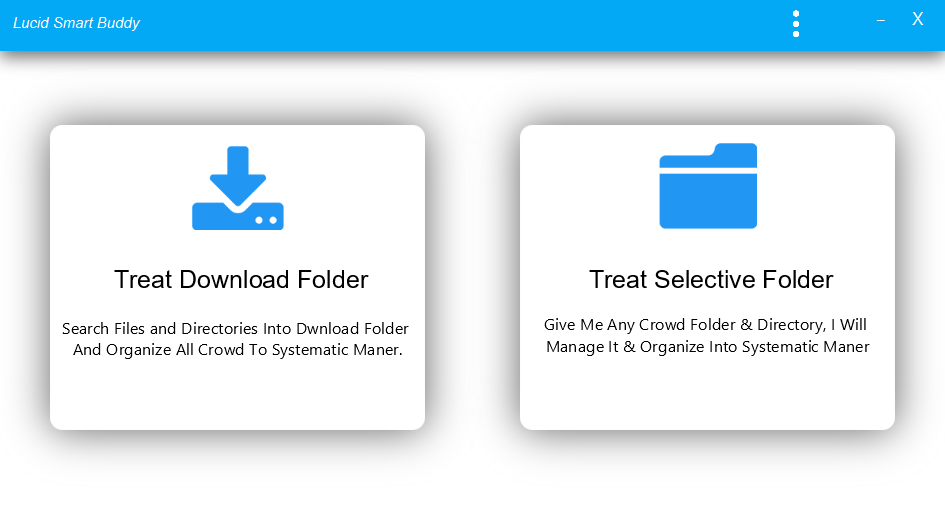 Lucid Smart Buddy
– X
Treat Download Folder
Search Files and Directories Into Dwnload Folder
And Organize All Crowd To Systematic Maner.
Treat Selective Folder
Give Me Any Crowd Folder & Directory, I Will
Manage It & Organize Into Systematic Maner